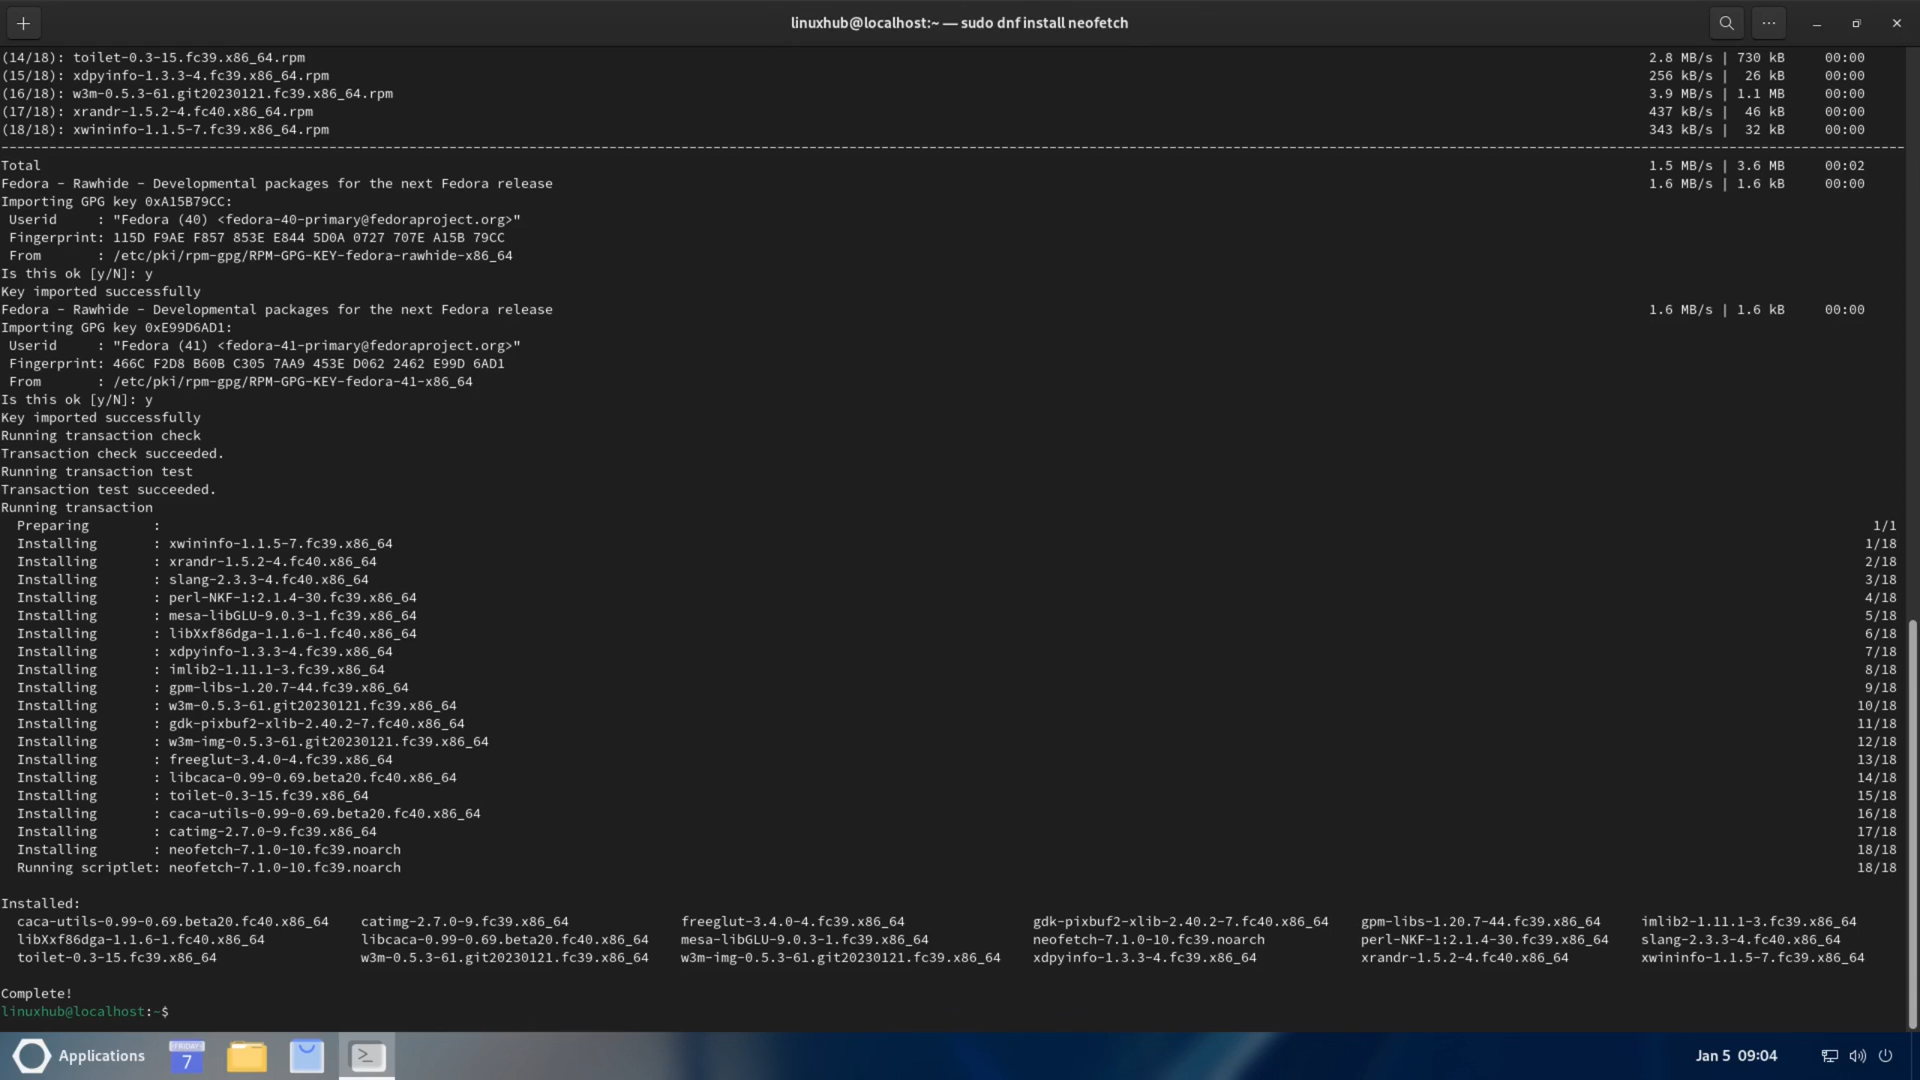 linuxhub@localhost:~ — sudo dnf install neofetch
(14/18): toilet-0.3-15.fc39.x86_64.rpm 2.8 MB/s | 730 kB 00:00
(15/18): xdpyinfo-1.3.3-4.fc39.x86_64.rpm 256 kB/s | 26 kB 00:00
(16/18): w3m-0.5.3-61.git20230121.fc39.x86_64.rpm 3.9 MB/s | 1.1 MB 00:00
(17/18): xrandr-1.5.2-4.fc40.x86_64.rpm 437 kB/s | 46 kB 00:00
(18/18): xwininfo-1.1.5-7.fc39.x86_64.rpm 343 kB/s | 32 kB 00:00
Total 1.5 MB/s | 3.6 MB 00:02
Fedora - Rawhide - Developmental packages for the next Fedora release 1.6 MB/s | 1.6 kB 00:00
Importing GPG key 0xA15B79CC:
Userid : "Fedora (40) <fedora-40-primary@fedoraproject.org>"
Fingerprint: 115D F9AE F857 853E E844 5D0A 0727 707E A15B 79CC
From : /etc/pki/rpm-gpg/RPM-GPG-KEY-fedora-rawhide-x86_64
Is this ok [y/N]: y
Key imported successfully
Fedora - Rawhide - Developmental packages for the next Fedora release 1.6 MB/s | 1.6 kB 00:00
Importing GPG key 0xE99D6AD1:
Userid : "Fedora (41) <fedora-41-primary@fedoraproject.org>"
Fingerprint: 466C F2D8 B60B C305 7AA9 453E D062 2462 E99D 6AD1
From : /etc/pki/rpm-gpg/RPM-GPG-KEY-fedora-41-x86_64
Is this ok [y/N]: y
Key imported successfully
Running transaction check
Transaction check succeeded.
Running transaction test
Transaction test succeeded.
Running transaction
Preparing : 1/1
Installing : xwininfo-1.1.5-7.fc39.x86_64 1/18
Installing : xrandr-1.5.2-4.fc40.x86_64 2/18
Installing : slang-2.3.3-4.fc40.x86_64 3/18
Installing : perl-NKF-1:2.1.4-30.fc39.x86_64 4/18
Installing : mesa-libGLU-9.0.3-1.fc39.x86_64 5/18
Installing : libXxf86dga-1.1.6-1.fc40.x86_64 6/18
Installing : xdpyinfo-1.3.3-4.fc39.x86_64 7/18
Installing : imlib2-1.11.1-3.fc39.x86_64 8/18
Installing : gpm-libs-1.20.7-44.fc39.x86_64 9/18
Installing : w3m-0.5.3-61.git20230121.fc39.x86_64 10/18
Installing : gdk-pixbuf2-xlib-2.40.2-7.fc40.x86_64 11/18
Installing : w3m-img-0.5.3-61.git20230121.fc39.x86_64 12/18
Installing : freeglut-3.4.0-4.fc39.x86_64 13/18
Installing : libcaca-0.99-0.69.beta20.fc40.x86_64 14/18
Installing : toilet-0.3-15.fc39.x86_64 15/18
Installing : caca-utils-0.99-0.69.beta20.fc40.x86_64 16/18
Installing : catimg-2.7.0-9.fc39.x86_64 17/18
Installing : neofetch-7.1.0-10.fc39.noarch 18/18
Running scriptlet: neofetch-7.1.0-10.fc39.noarch 18/18
Installed:
caca-utils-0.99-0.69.beta20.fc40.x86_64 catimg-2.7.0-9.fc39.x86_64 freeglut-3.4.0-4.fc39.x86_64 gdk-pixbuf2-xlib-2.40.2-7.fc40.x86_64 gpm-libs-1.20.7-44.fc39.x86_64 imlib2-1.11.1-3.fc39.x86_64
libXxf86dga-1.1.6-1.fc40.x86_64 libcaca-0.99-0.69.beta20.fc40.x86_64 mesa-libGLU-9.0.3-1.fc39.x86_64 neofetch-7.1.0-10.fc39.noarch perl-NKF-1:2.1.4-30.fc39.x86_64 slang-2.3.3-4.fc40.x86_64
toilet-0.3-15.fc39.x86_64 w3m-0.5.3-61.git20230121.fc39.x86_64 w3m-img-0.5.3-61.git20230121.fc39.x86_64 xdpyinfo-1.3.3-4.fc39.x86_64 xrandr-1.5.2-4.fc40.x86_64 xwininfo-1.1.5-7.fc39.x86_64
Complete!
linuxhub@localhost:~$
Applications FRIDAY 7 Jan 5 09:04